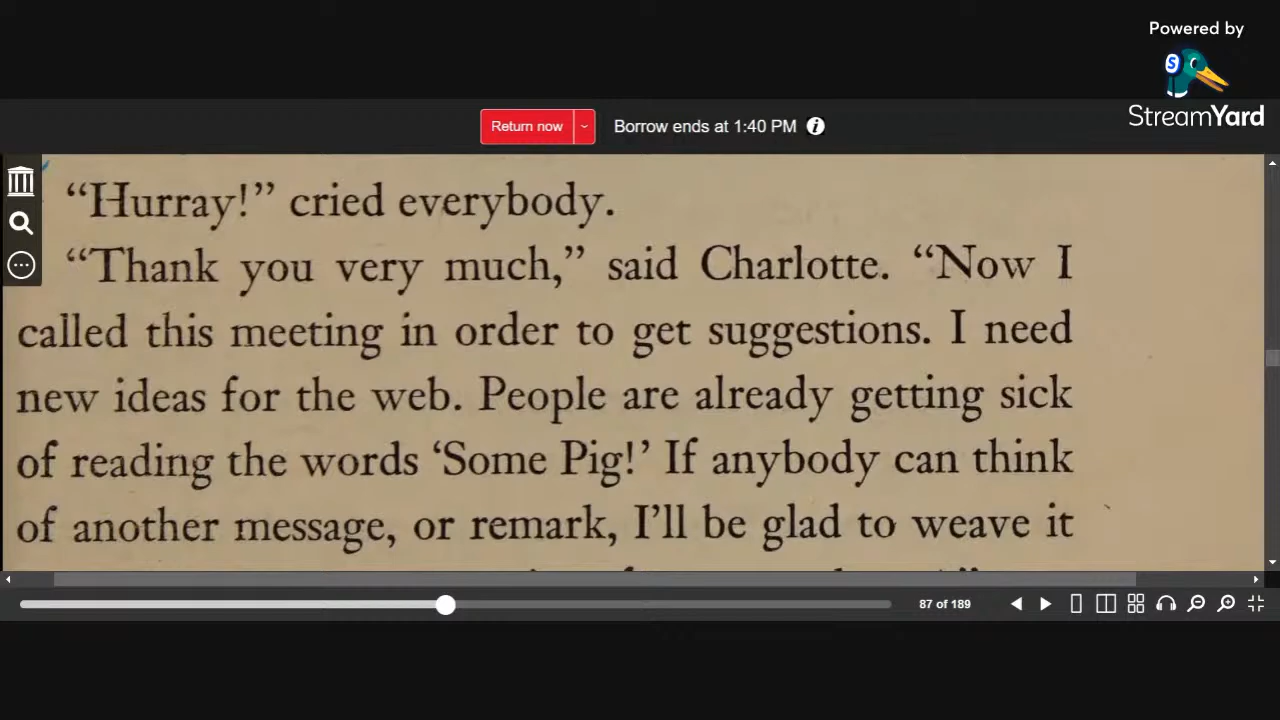 Powered by
StreamYard
Return now
Borrow ends at 1:40 PM
“Hurray!” cried everybody.
“Thank you very much,” said Charlotte. “Now I
called this meeting in order to get suggestions. I need
new ideas for the web. People are already getting sick
of reading the words ‘Some Pig!’ If anybody can think
of another message, or remark, I’ll be glad to weave it
87 of 189